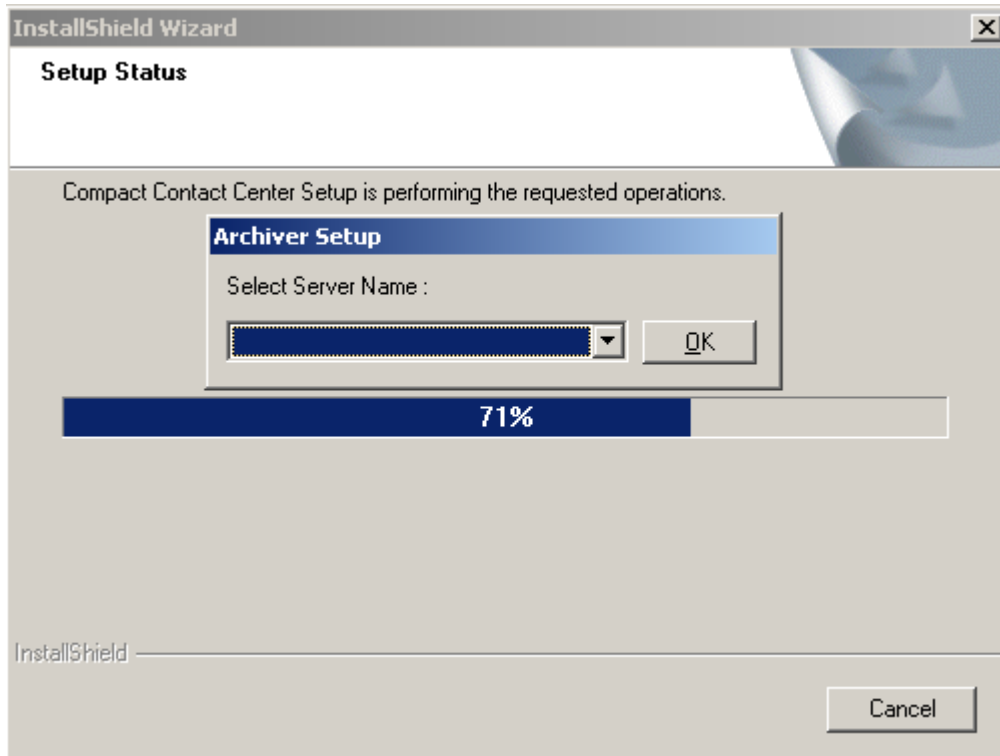 InstallShield Wizard
Setup Status
Compact Contact Center Setup is performing the requested operations.
Archiver Setup
Select Server Name :
OK
71%
InstallShield
Cancel